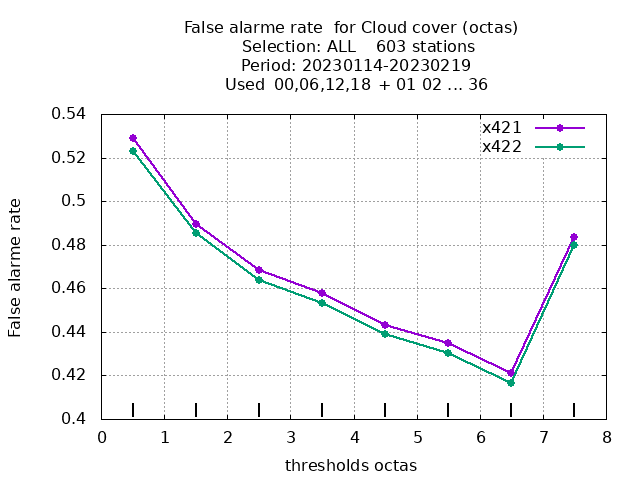 False alarme rate  for Cloud cover (octas)
Selection: ALL    603 stations
Period: 20230114-20230219
Used  00,06,12,18 + 01 02 ... 36
x421
x422
False alarme rate
0.54
0.52
0.5
0.48
0.46
0.44
0.42
0.4
0 1 2 3 4 5 6 7 8
thresholds octas